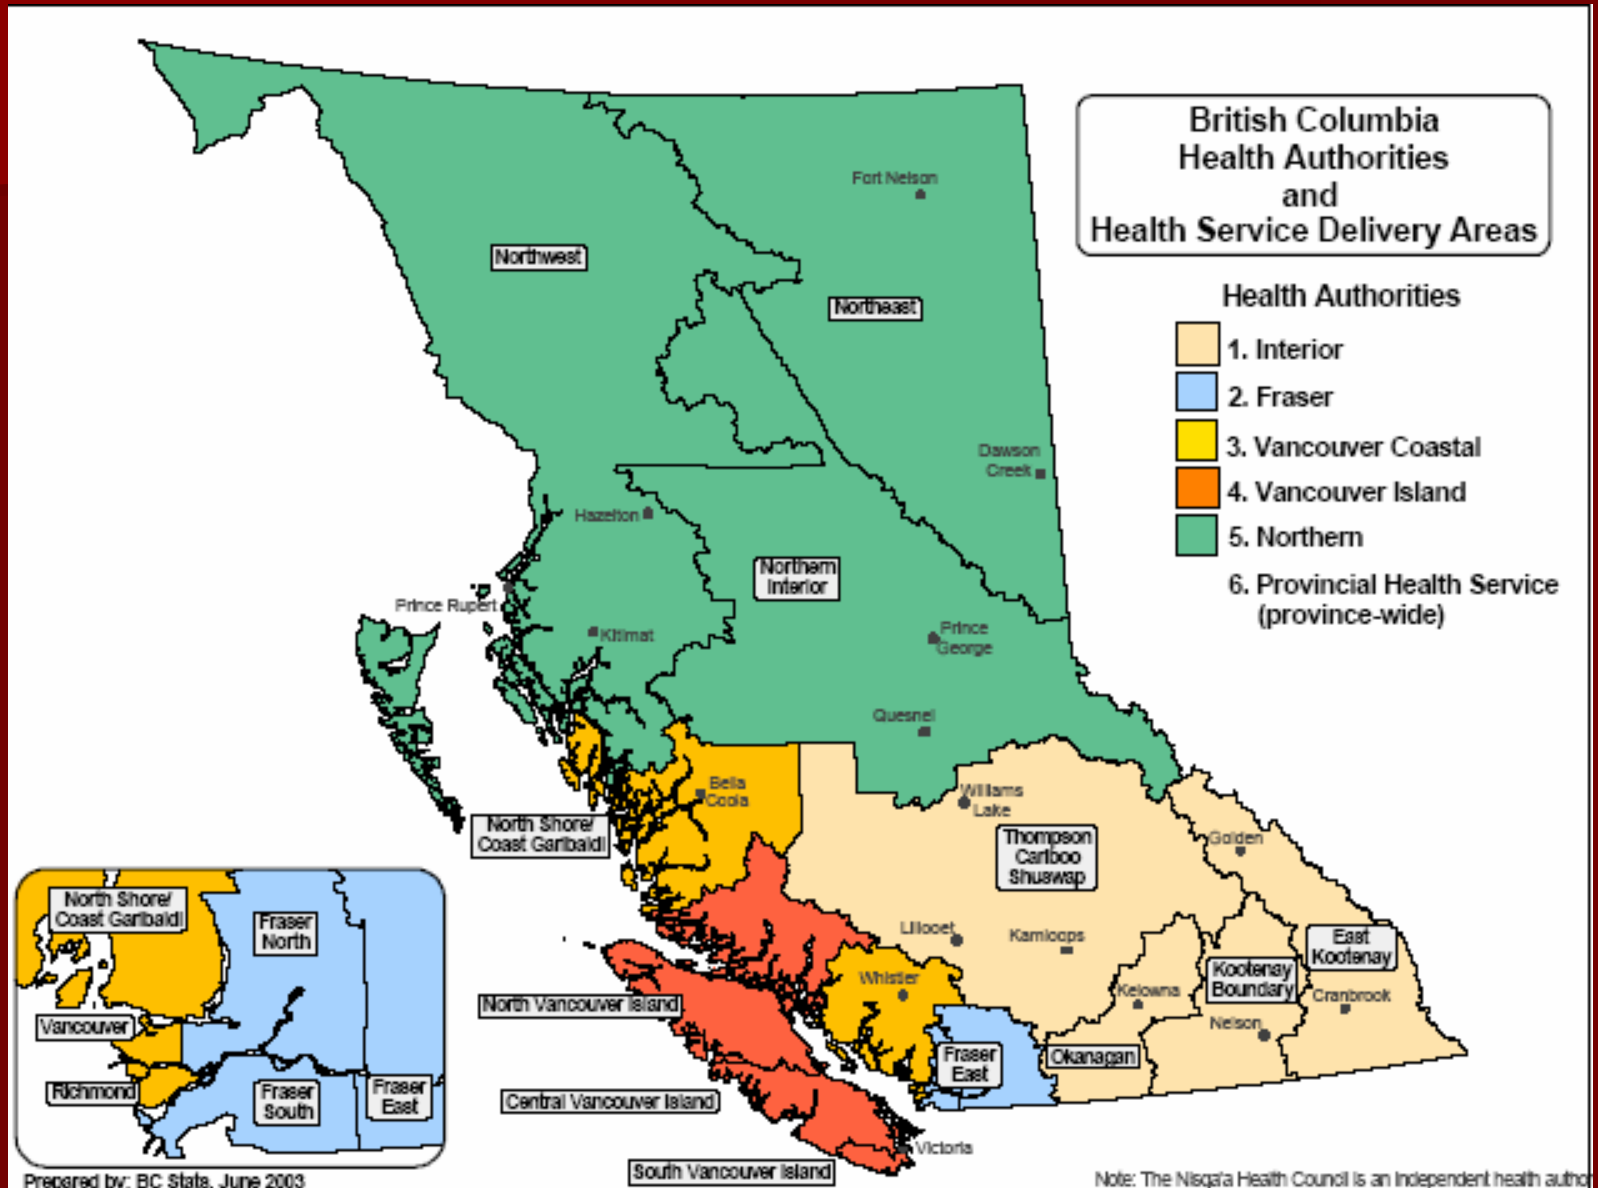 British Columbia
Health Authorities
and
Health Service Delivery Areas
Health Authorities
1. Interior
2. Fraser
3. Vancouver Coastal
4. Vancouver Island
5. Northern
6. Provincial Health Service
(province-wide)
Fort Nelson
Northwest
Northeast
Dawson
Creek
Hazelton
Northern
Interior
Prince Rupert
Kitimat
Prince
George
Quesnel
Bella
Coola
Williams
Lake
North Shore/
Coast Garibaldi
Thompson
Cariboo
Shuswap
Golden
Lillooet
Kamloops
East
Kootenay
Kootenay
Boundary
Whistler
Kelowna
Cranbrook
North Vancouver Island
Nelson
Fraser
East
Okanagan
Central Vancouver Island
Victoria
South Vancouver Island
North Shore/
Coast Garibaldi
Fraser
North
Vancouver
Richmond
Fraser
South
Fraser
East
Prepared by: BC Stats, June 2003
Note: The Nisga'a Health Council is an independent health author